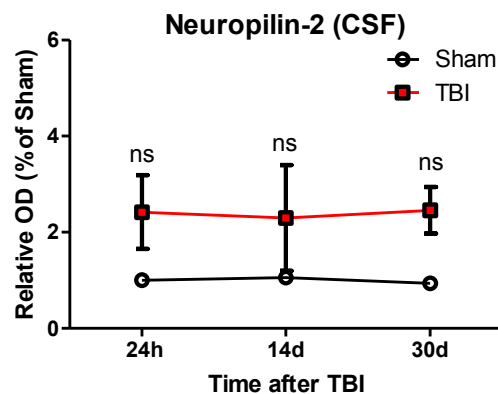 Neuropilin-2 (CSF)
Sham
TBI
Relative OD (% of Sham)
6
4
2
0
ns
ns
ns
24h
14d
30d
Time after TBI